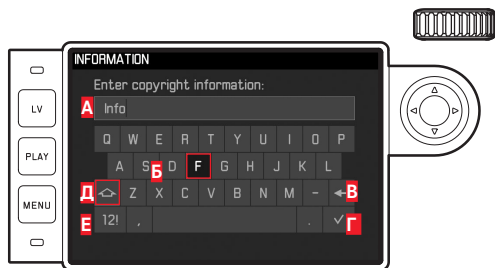 INFORMATION
Enter copyright information:
А Info
Q W E R T Y U I O P
A S Б D F G H J K L
Д Z X C V B N M - В
Е 12! , . Г
LV
PLAY
MENU